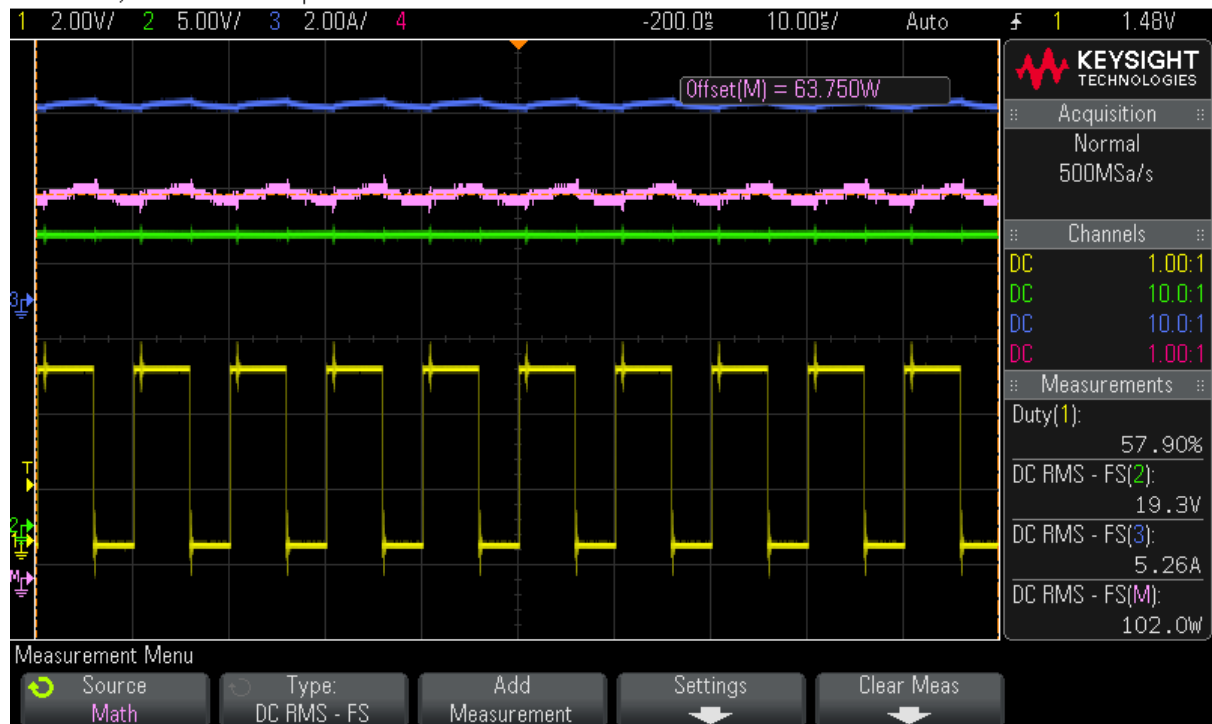 1 2.00V/ 2 5.00V/ 3 2.00A/ 4 -200.0ns 10.00s/ Auto 1 1.48V
KEYSIGHT
TECHNOLOGIES
Offset(M) = 63.750W
Acquisition
Normal
500MSa/s
Channels
DC 1.00:1
DC 10.0:1
DC 10.0:1
DC 1.00:1
Measurements
Duty(1):
57.90%
DC RMS - FS(2):
19.3V
DC RMS - FS(3):
5.26A
DC RMS - FS(M):
102.0W
3
T
2
M
Measurement Menu
Source
Math
Type:
DC RMS - FS
Add
Measurement
Settings
Clear Meas